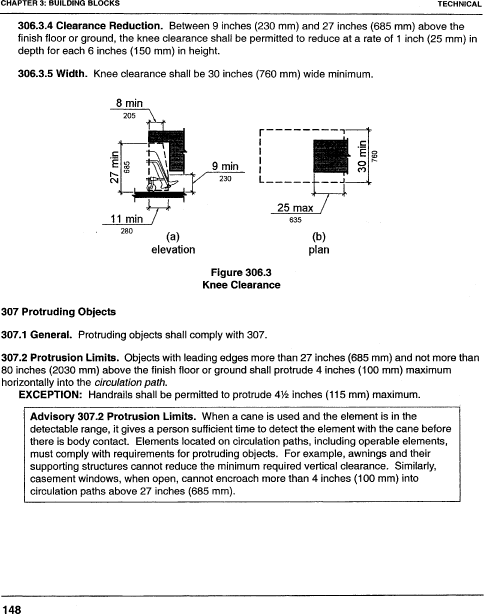 CHAPTER 3: BUILDING BLOCKS TECHNICAL
306.3.4 Clearance Reduction. Between 9 inches (230 mm) and 27 inches (685 mm) above the
finish floor or ground, the knee clearance shall be permitted to reduce at a rate of 1 inch (25 mm) in
depth for each 6 inches (150 mm) in height.
306.3.5 Width. Knee clearance shall be 30 inches (760 mm) wide minimum.
8 min
205
27 min
685
9 min
230
11 min
280
(a)
elevation
30 min
760
25 max
635
(b)
plan
Figure 306.3
Knee Clearance
307 Protruding Objects
307.1 General. Protruding objects shall comply with 307.
307.2 Protrusion Limits. Objects with leading edges more than 27 inches (685 mm) and not more than
80 inches (2030 mm) above the finish floor or ground shall protrude 4 inches (100 mm) maximum
horizontally into the circulation path.
EXCEPTION: Handrails shall be permitted to protrude 4½ inches (115 mm) maximum.
Advisory 307.2 Protrusion Limits. When a cane is used and the element is in the
detectable range, it gives a person sufficient time to detect the element with the cane before
there is body contact. Elements located on circulation paths, including operable elements,
must comply with requirements for protruding objects. For example, awnings and their
supporting structures cannot reduce the minimum required vertical clearance. Similarly,
casement windows, when open, cannot encroach more than 4 inches (100 mm) into
circulation paths above 27 inches (685 mm).
148